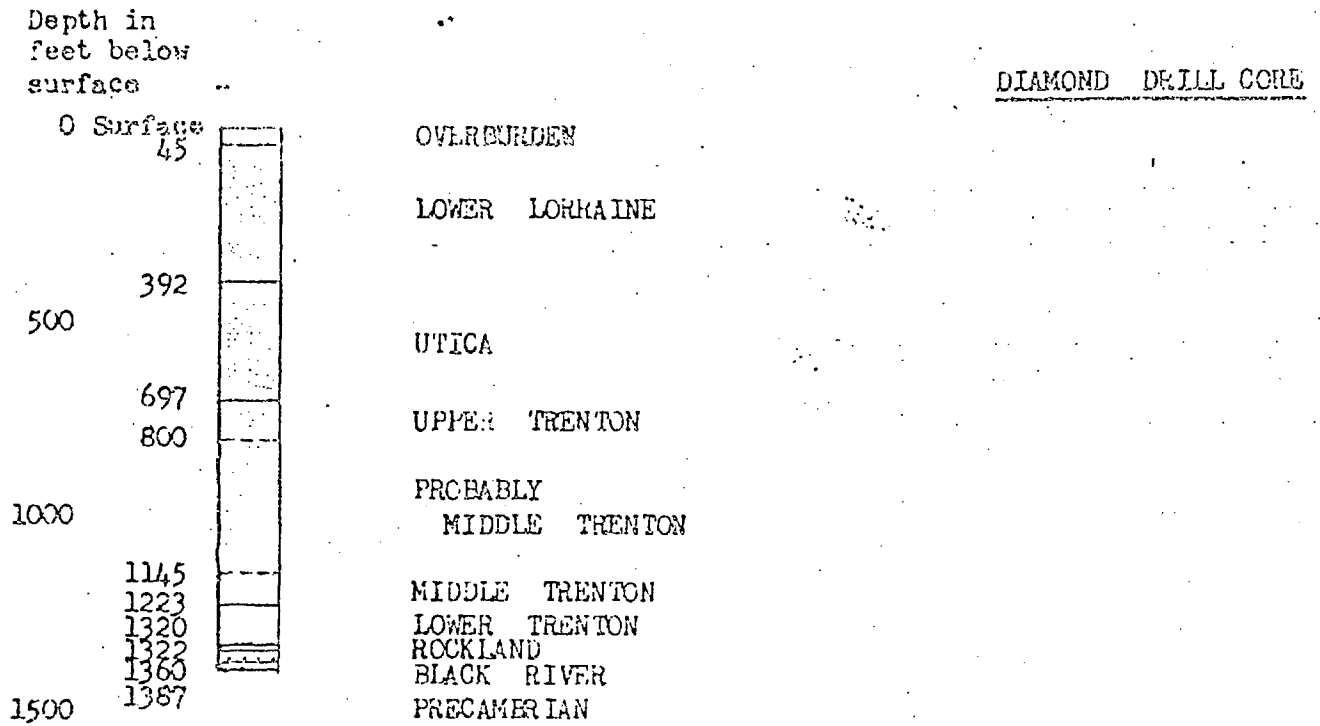 Depth in
feet below
surface
DIAMOND DRILL CORE
0 Surface
45
OVERBURDEN
LOWER LORRAINE
392
500
UTICA
697
UPPER TRENTON
800
PROBABLY
1000
MIDDLE TRENTON
1145
MIDDLE TRENTON
1223
1320
LOWER TRENTON
1322
ROCKLAND
1360
BLACK RIVER
1387
1500
PRECAMBRIAN